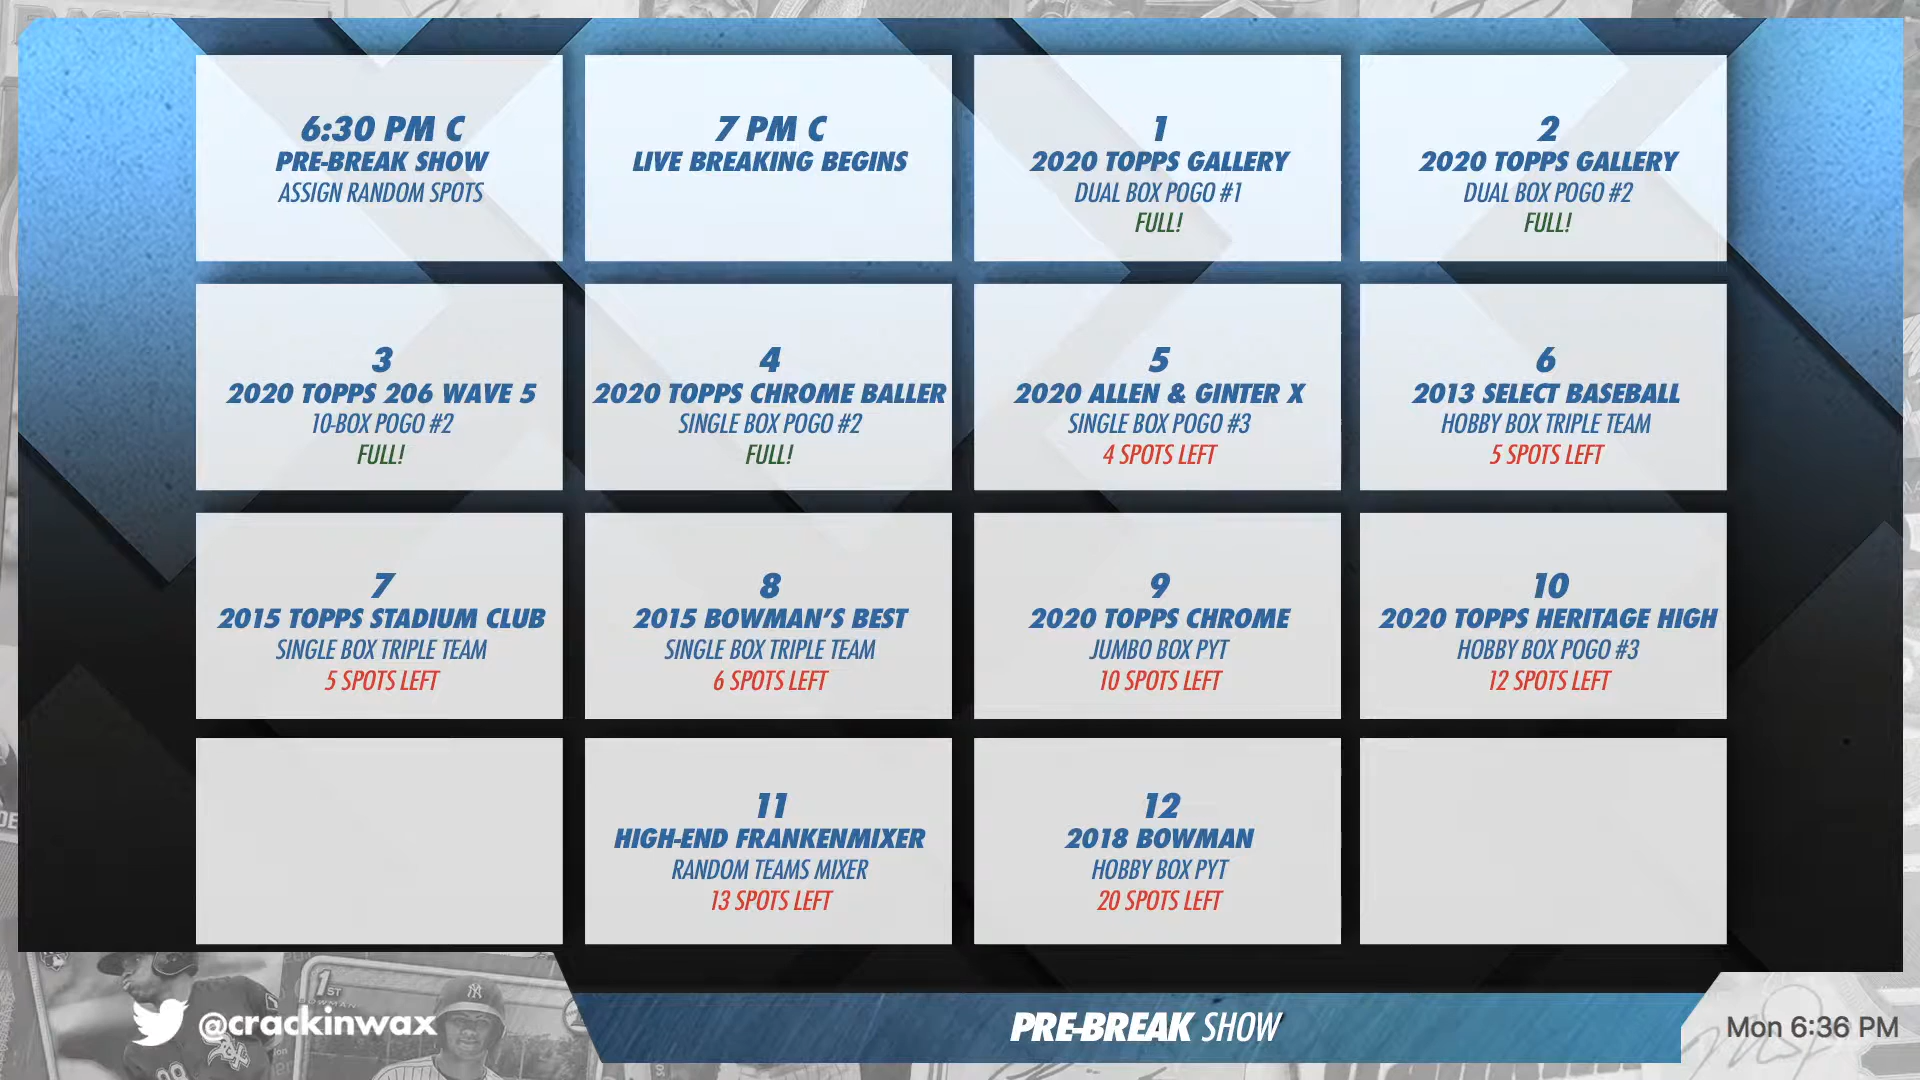 6:30 PM C
PRE-BREAK SHOW
ASSIGN RANDOM SPOTS
7 PM C
LIVE BREAKING BEGINS
1
2020 TOPPS GALLERY
DUAL BOX POGO #1
FULL!
2
2020 TOPPS GALLERY
DUAL BOX POGO #2
FULL!
3
2020 TOPPS 206 WAVE 5
10-BOX POGO #2
FULL!
4
2020 TOPPS CHROME BALLER
SINGLE BOX POGO #2
FULL!
5
2020 ALLEN & GINTER X
SINGLE BOX POGO #3
4 SPOTS LEFT
6
2013 SELECT BASEBALL
HOBBY BOX TRIPLE TEAM
5 SPOTS LEFT
7
2015 TOPPS STADIUM CLUB
SINGLE BOX TRIPLE TEAM
5 SPOTS LEFT
8
2015 BOWMAN'S BEST
SINGLE BOX TRIPLE TEAM
6 SPOTS LEFT
9
2020 TOPPS CHROME
JUMBO BOX PYT
10 SPOTS LEFT
10
2020 TOPPS HERITAGE HIGH
HOBBY BOX POGO #3
12 SPOTS LEFT
11
HIGH-END FRANKENMIXER
RANDOM TEAMS MIXER
13 SPOTS LEFT
12
2018 BOWMAN
HOBBY BOX PYT
20 SPOTS LEFT
1ST
BOWMAN
@crackinwax
PRE-BREAK SHOW
Mon 6:36 PM